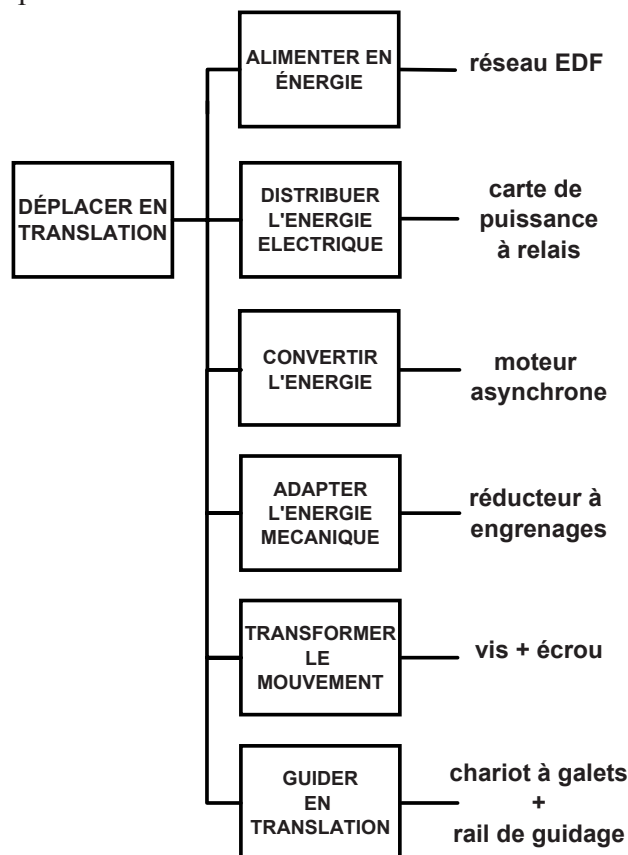 ALIMENTER EN
ÉNERGIE
réseau EDF
DÉPLACER EN
TRANSLATION
DISTRIBUER
L'ENERGIE
ELECTRIQUE
carte de
puissance
à relais
CONVERTIR
L'ENERGIE
moteur
asynchrone
ADAPTER
L'ENERGIE
MECANIQUE
réducteur à
engrenages
TRANSFORMER
LE
MOUVEMENT
vis + écrou
GUIDER
EN
TRANSLATION
chariot à galets
+
rail de guidage